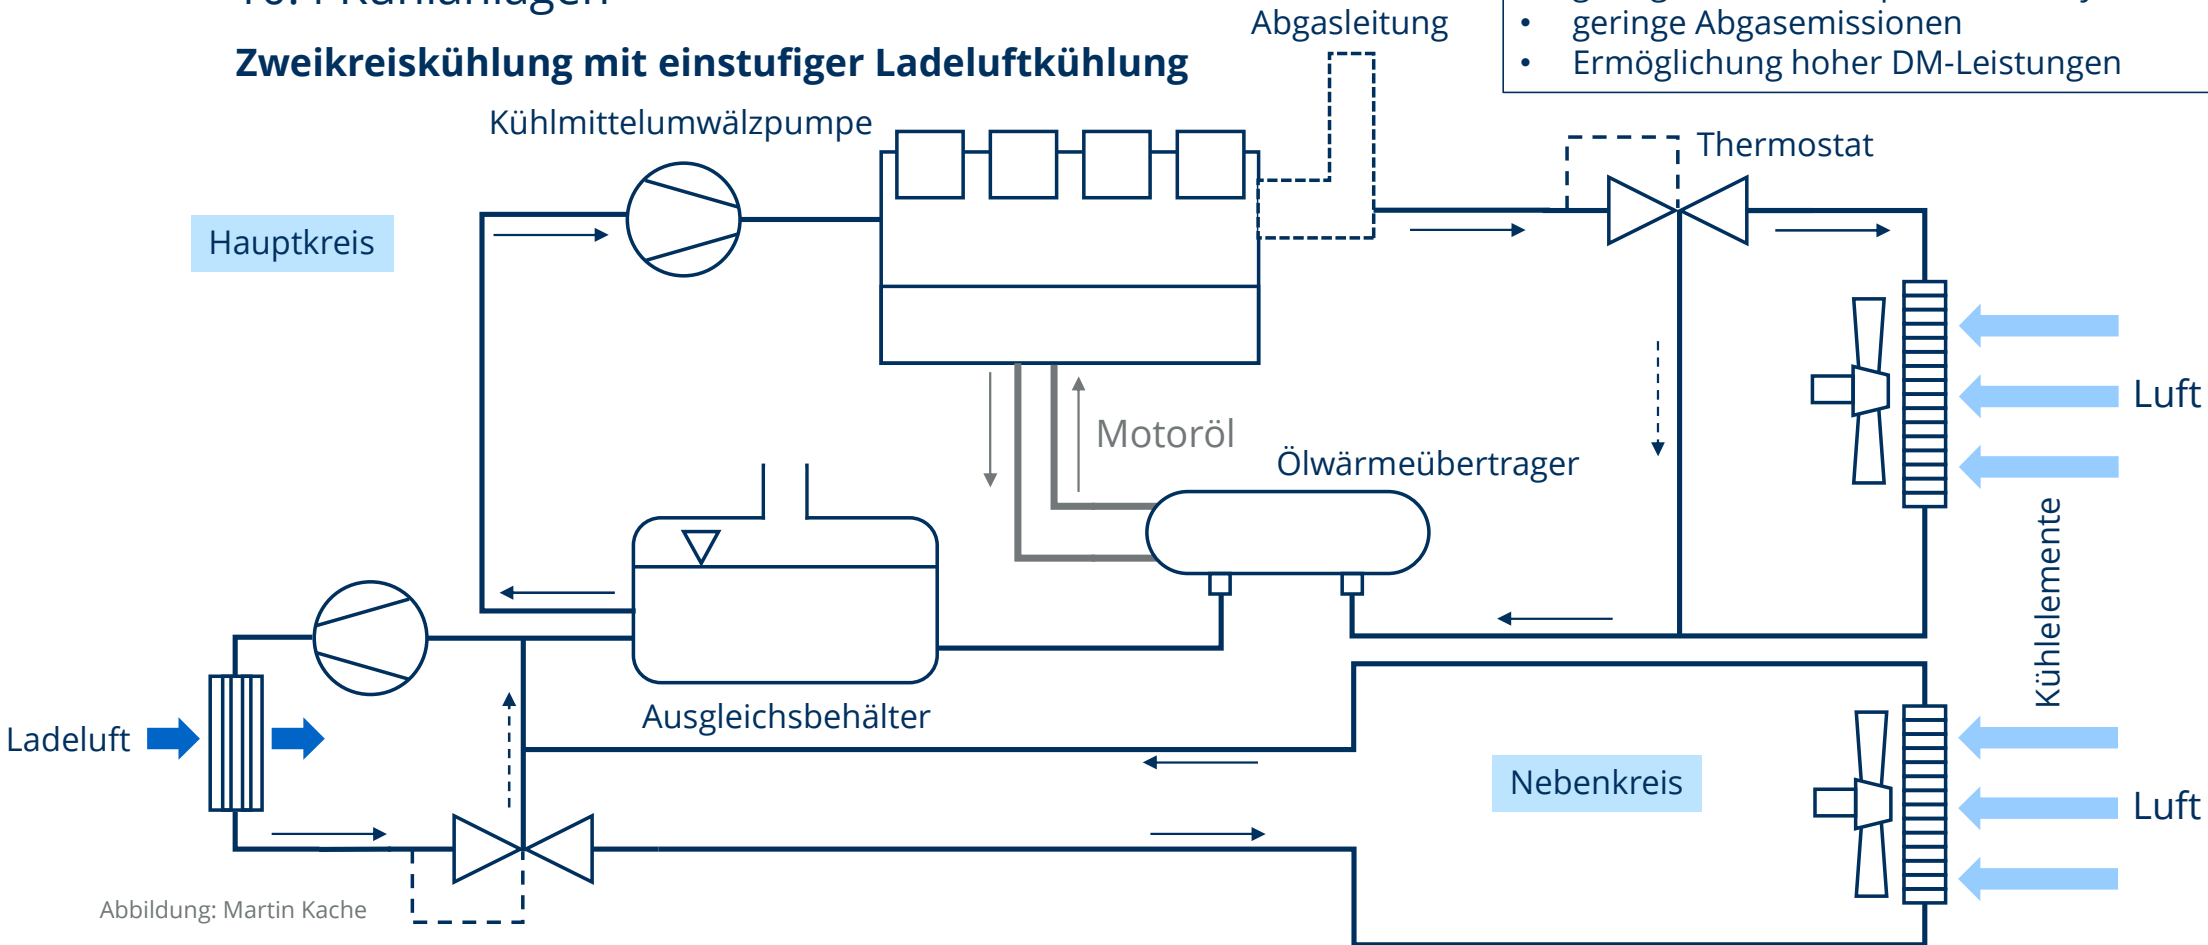 Zweikreiskühlung mit einstufiger Ladeluftkühlung
Abgasleitung
• geringe Abgasemissionen
• Ermöglichung hoher DM-Leistungen
Kühlmittelumwälzpumpe
Thermostat
Hauptkreis
Luft
Motoröl
Ölwärmeübertrager
Kühlelemente
Ausgleichsbehälter
Ladeluft
Nebenkreis
Luft
Abbildung: Martin Kache